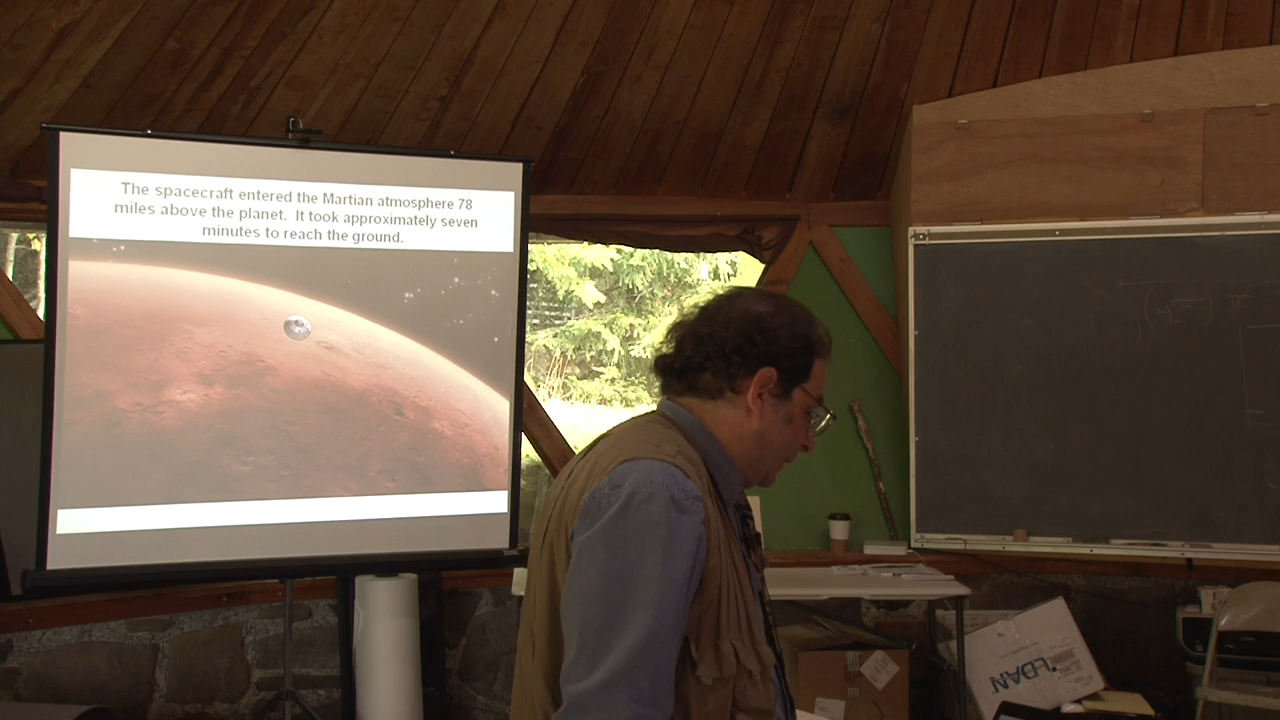 The spacecraft entered the Martian atmosphere 78
miles above the planet. It took approximately seven
minutes to reach the ground.